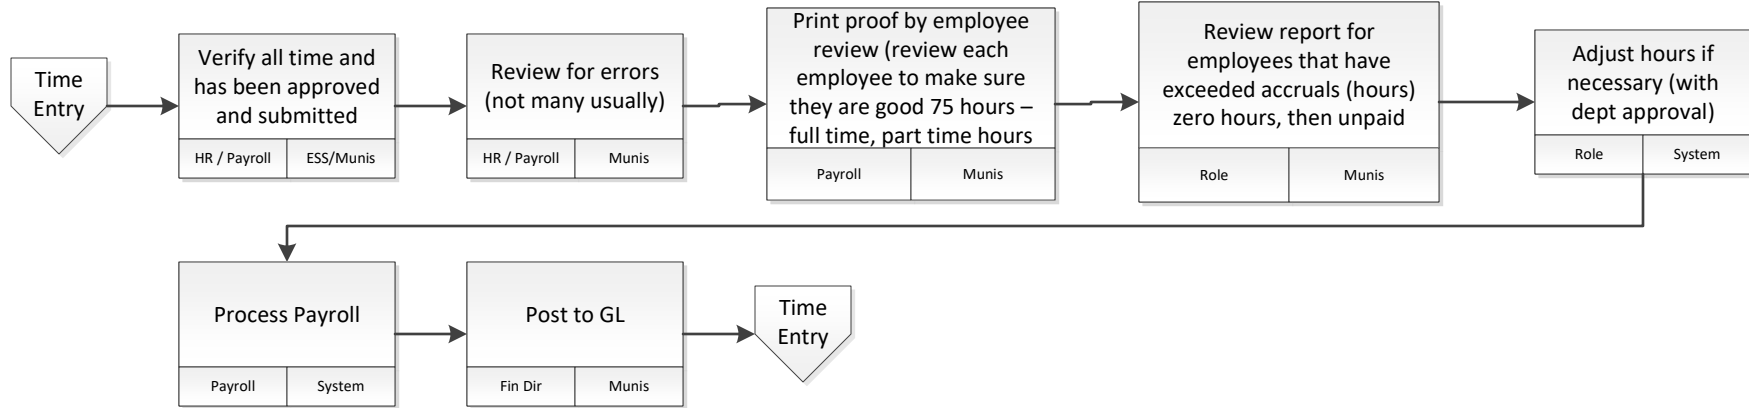 Time
Entry
Verify all time and
has been approved
and submitted
HR / Payroll
ESS/Munis
Review for errors
(not many usually)
HR / Payroll
Munis
Print proof by employee
review (review each
employee to make sure
they are good 75 hours –
full time, part time hours
Payroll
Munis
Review report for
employees that have
exceeded accruals (hours)
zero hours, then unpaid
Role
Munis
Adjust hours if
necessary (with
dept approval)
Role
System
Process Payroll
Payroll
System
Post to GL
Fin Dir
Munis
Time
Entry